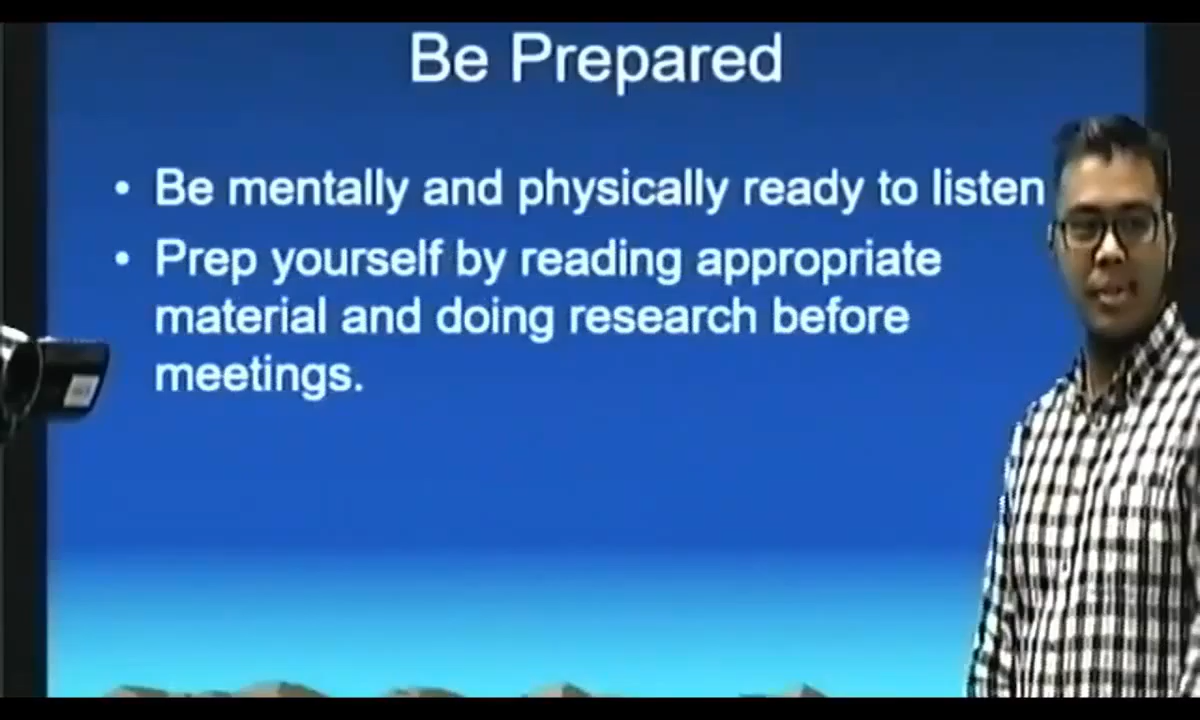 Be Prepared
• Be mentally and physically ready to listen
• Prep yourself by reading appropriate
material and doing research before
meetings.